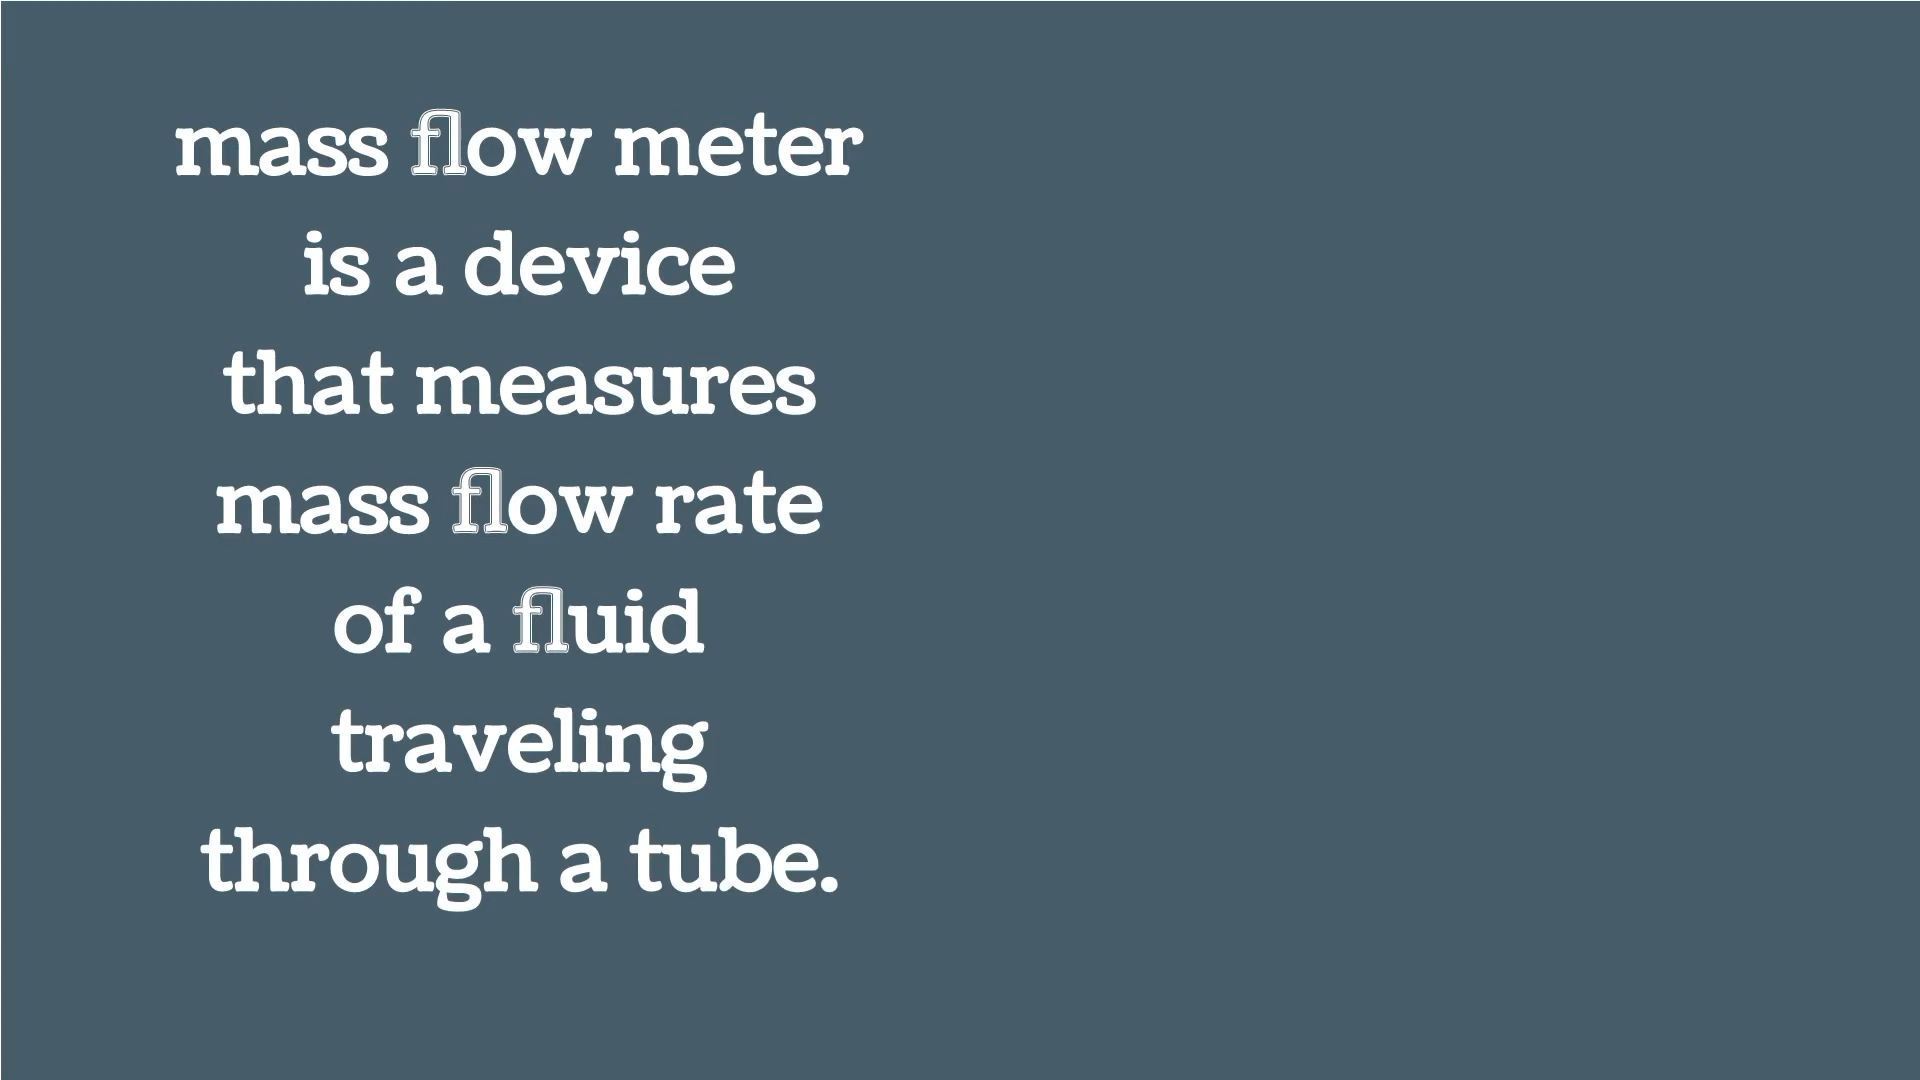 mass flow meter
is a device
that measures
mass flow rate
of a fluid
traveling
through a tube.